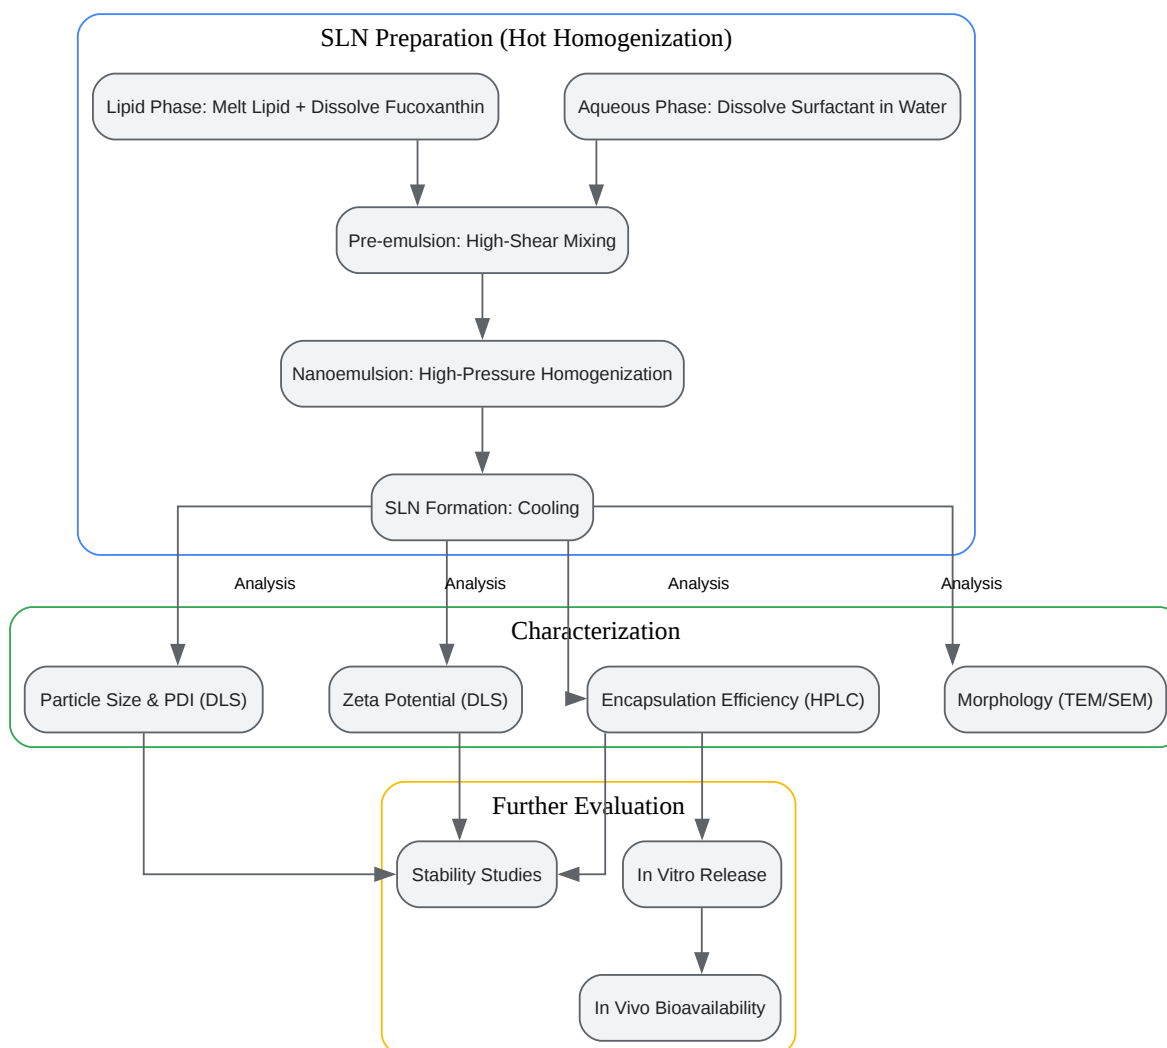 SLN Preparation (Hot Homogenization)
Lipid Phase: Melt Lipid + Dissolve Fucoxanthin
Aqueous Phase: Dissolve Surfactant in Water
Pre-emulsion: High-Shear Mixing
Nanoemulsion: High-Pressure Homogenization
SLN Formation: Cooling
Analysis
Analysis
Analysis
Analysis
Characterization
Particle Size & PDI (DLS)
Zeta Potential (DLS)
Encapsulation Efficiency (HPLC)
Morphology (TEM/SEM)
Further Evaluation
Stability Studies
In Vitro Release
In Vivo Bioavailability